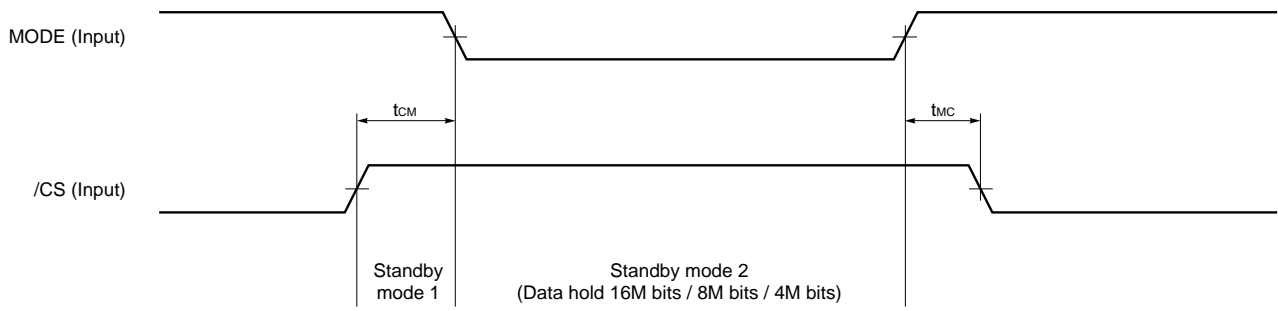 MODE (Input)
tCM
tMC
/CS (Input)
Standby
mode 1
Standby mode 2
(Data hold 16M bits / 8M bits / 4M bits)